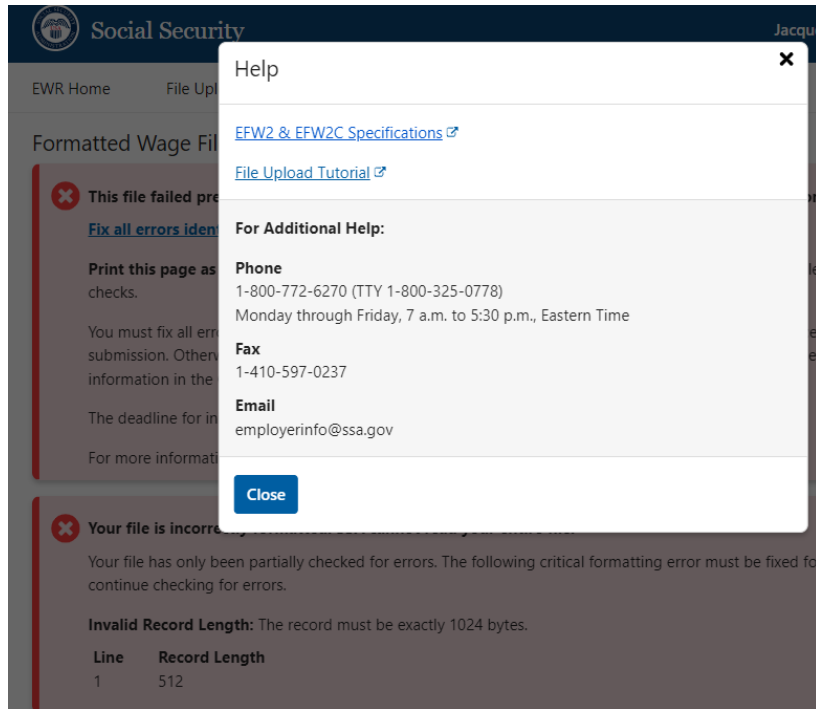 Social Security
Jacqu
EWR Home File Upl
Formatted Wage Fil
This file failed pre
Fix all errors iden
Print this page as
checks.
You must fix all erro
submission. Otherw
information in the
The deadline for in
For more informati
Help
EFW2 & EFW2C Specifications
File Upload Tutorial
For Additional Help:
Phone
1-800-772-6270 (TTY 1-800-325-0778)
Monday through Friday, 7 a.m. to 5:30 p.m., Eastern Time
Fax
1-410-597-0237
Email
employerinfo@ssa.gov
Close
Your file is incorre
Your file has only been partially checked for errors. The following critical formatting error must be fixed fo
continue checking for errors.
Invalid Record Length: The record must be exactly 1024 bytes.
Line Record Length
1 512